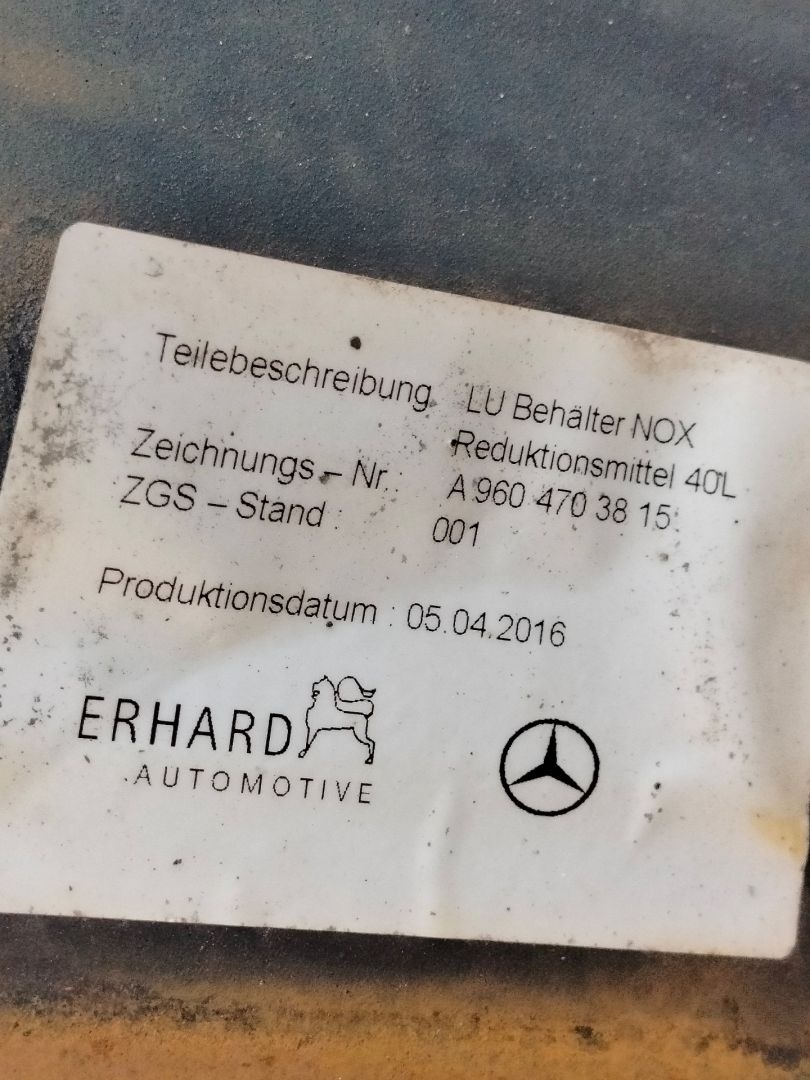 Teilebeschreibung LU Behälter NOX
Reduktionsmittel 40L
Zeichnungs – Nr.: A 960 470 38 15
ZGS – Stand : 001
Produktionsdatum : 05.04.2016
ERHARD
AUTOMOTIVE